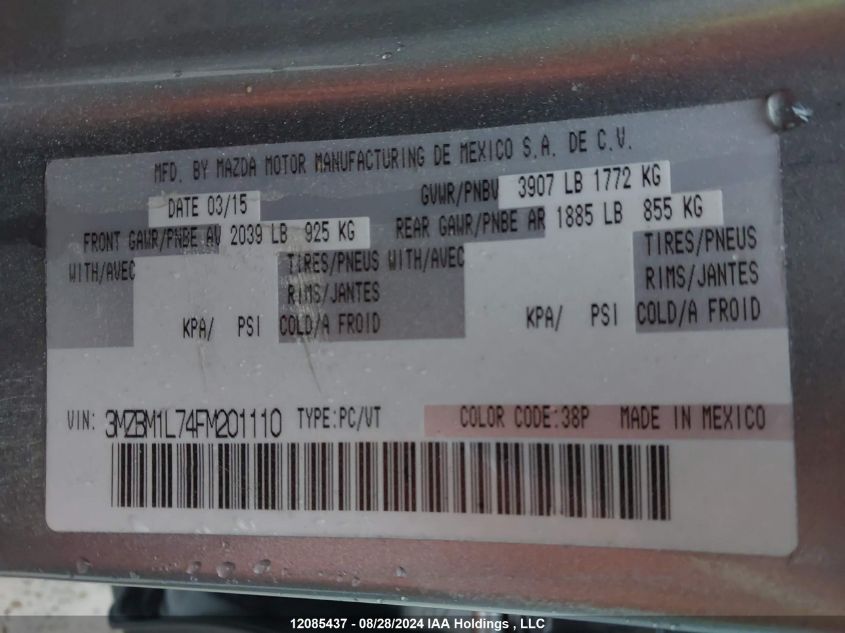 MFD. BY MAZDA MOTOR MANUFACTURING DE MEXICO S.A. DE C.V.
DATE 03/15 GVWR/PNBV 3907 LB 1772 KG
FRONT GAWR/PNBE AV 2039 LB 925 KG REAR GAWR/PNBE AR 1885 LB 855 KG
WITH/AVEC TIRES/PNEUS WITH/AVEC TIRES/PNEUS
RIMS/JANTES RIMS/JANTES
KPA/ PSI COLD/A FROID KPA/ PSI COLD/A FROID
VIN: 3MZBM1L74FM201110 TYPE:PC/VT COLOR CODE:38P MADE IN MEXICO
12085437 - 08/28/2024 IAA Holdings , LLC